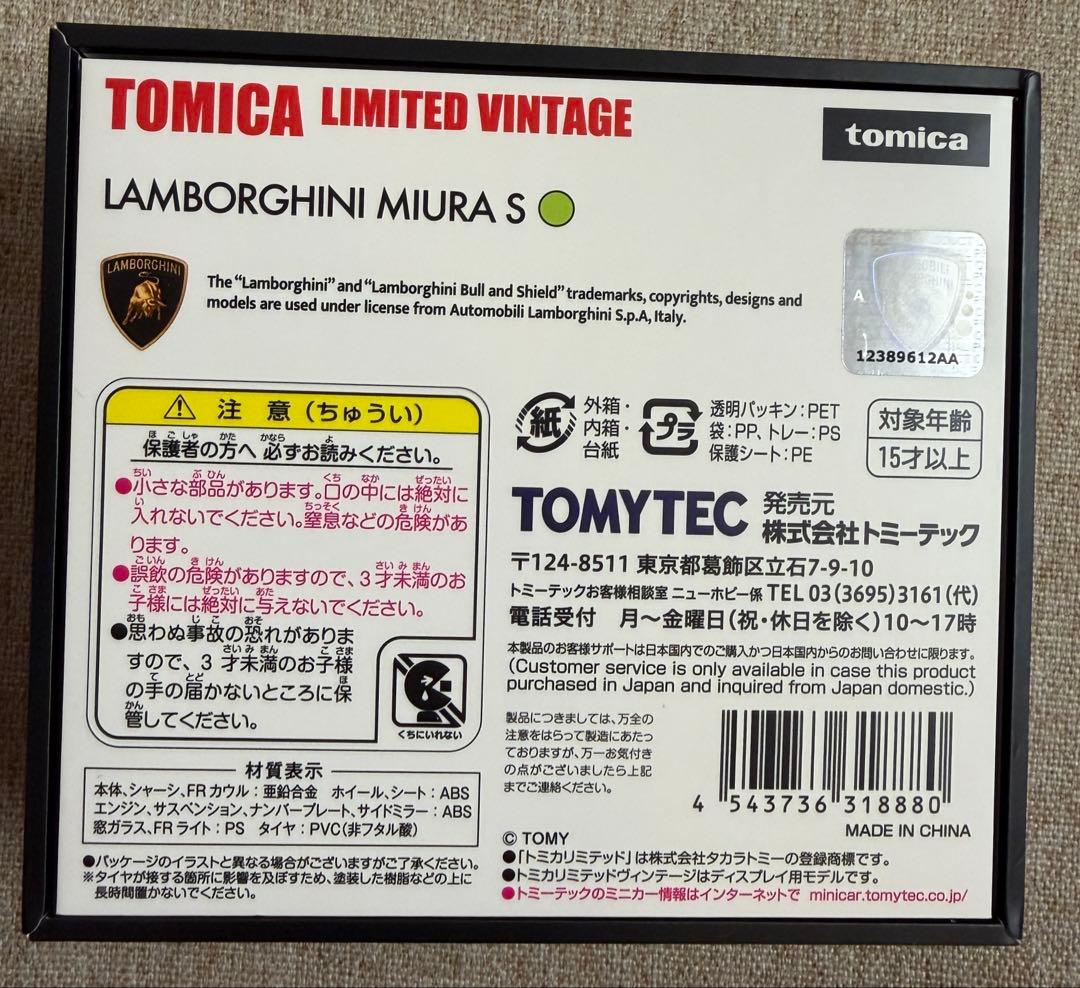 TOMICA LIMITED VINTAGE
tomica
LAMBORGHINI MIURA S
LAMBORGHINI
The “Lamborghini” and “Lamborghini Bull and Shield” trademarks, copyrights, designs and
models are used under license from Automobili Lamborghini S.p.A, Italy.
A
12389612AA
注 意（ちゅうい）
保護者の方へ 必ずお読みください。
●小さな部品があります。口の中には絶対に
入れないでください。窒息などの危険があ
ります。
●誤飲の危険がありますので、3才未満のお
子様には絶対に与えないでください。
●思わぬ事故の恐れがありま
すので、3 才未満のお子様
の手の届かないところに保
管してください。
くちにいれない
紙
外箱・
内箱・
台紙
プラ
透明パッキン：PET
袋：PP、トレー：PS
保護シート：PE
対象年齢
15才以上
TOMYTEC 発売元
株式会社トミーテック
〒124-8511 東京都葛飾区立石7-9-10
トミーテックお客様相談室 ニューホビー係 TEL 03(3695)3161(代)
電話受付 月～金曜日(祝・休日を除く)10～17時
本製品のお客様サポートは日本国内でのご購入かつ日本国内からのお問い合わせに限ります。
(Customer service is only available in case this product
purchased in Japan and inquired from Japan domestic.)
製品につきましては、万全の
注意をはらって製造にあたっ
ておりますが、万一お気付き
の点がございましたら上記
までご連絡ください。
4 543736 318880
MADE IN CHINA
材質表示
本体、シャーシ、FRカウル：亜鉛合金 ホイール、シート：ABS
エンジン、サスペンション、ナンバープレート、サイドミラー：ABS
窓ガラス、FRライト：PS タイヤ：PVC(非フタル酸)
●パッケージのイラストと異なる場合がございますがご了承ください。
※タイヤが接する箇所に影響を及ぼすため、塗装した樹脂などの上に
長時間置かないでください。
© TOMY
●「トミカリミテッド」は株式会社タカラトミーの登録商標です。
●トミカリミテッドヴィンテージはディスプレイ用モデルです。
●トミーテックのミニカー情報はインターネットで minicar.tomytec.co.jp/